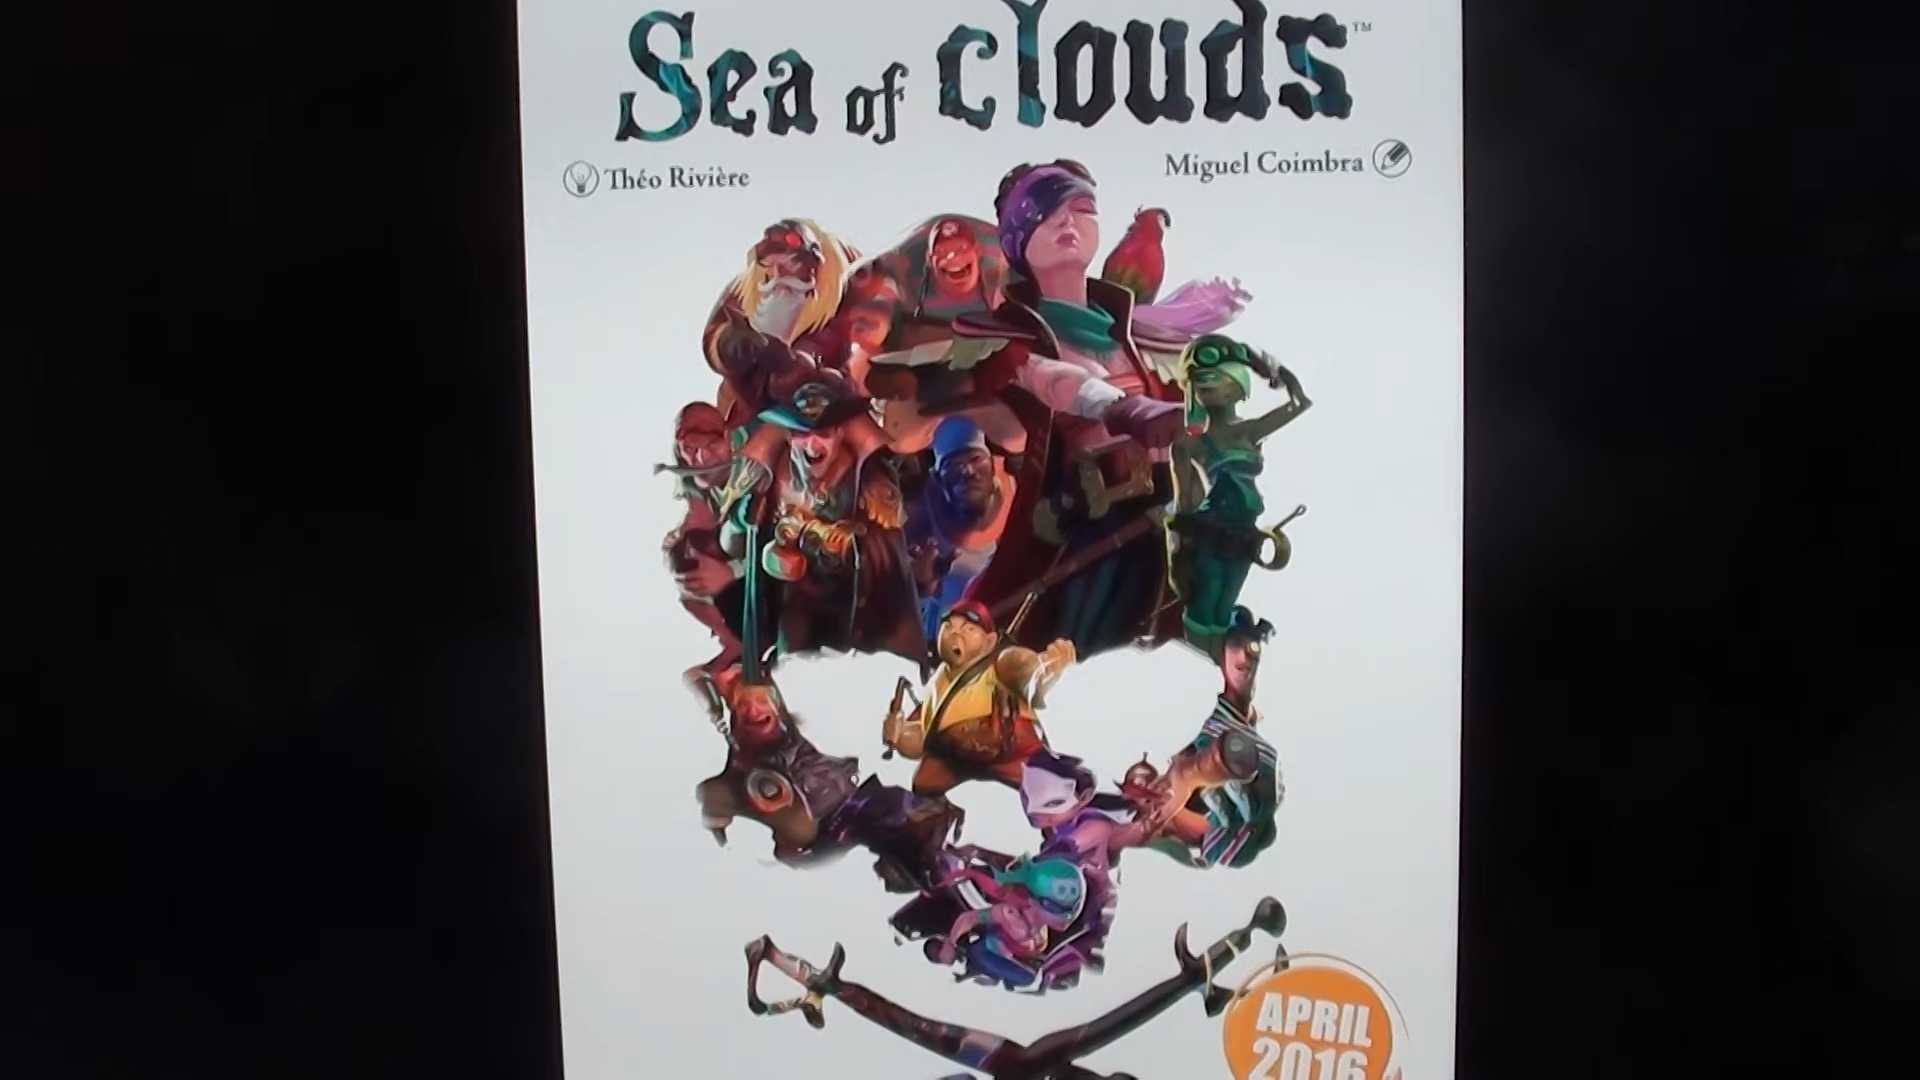 Sea of clouds™
Théo Rivière
Miguel Coimbra
APRIL
2016